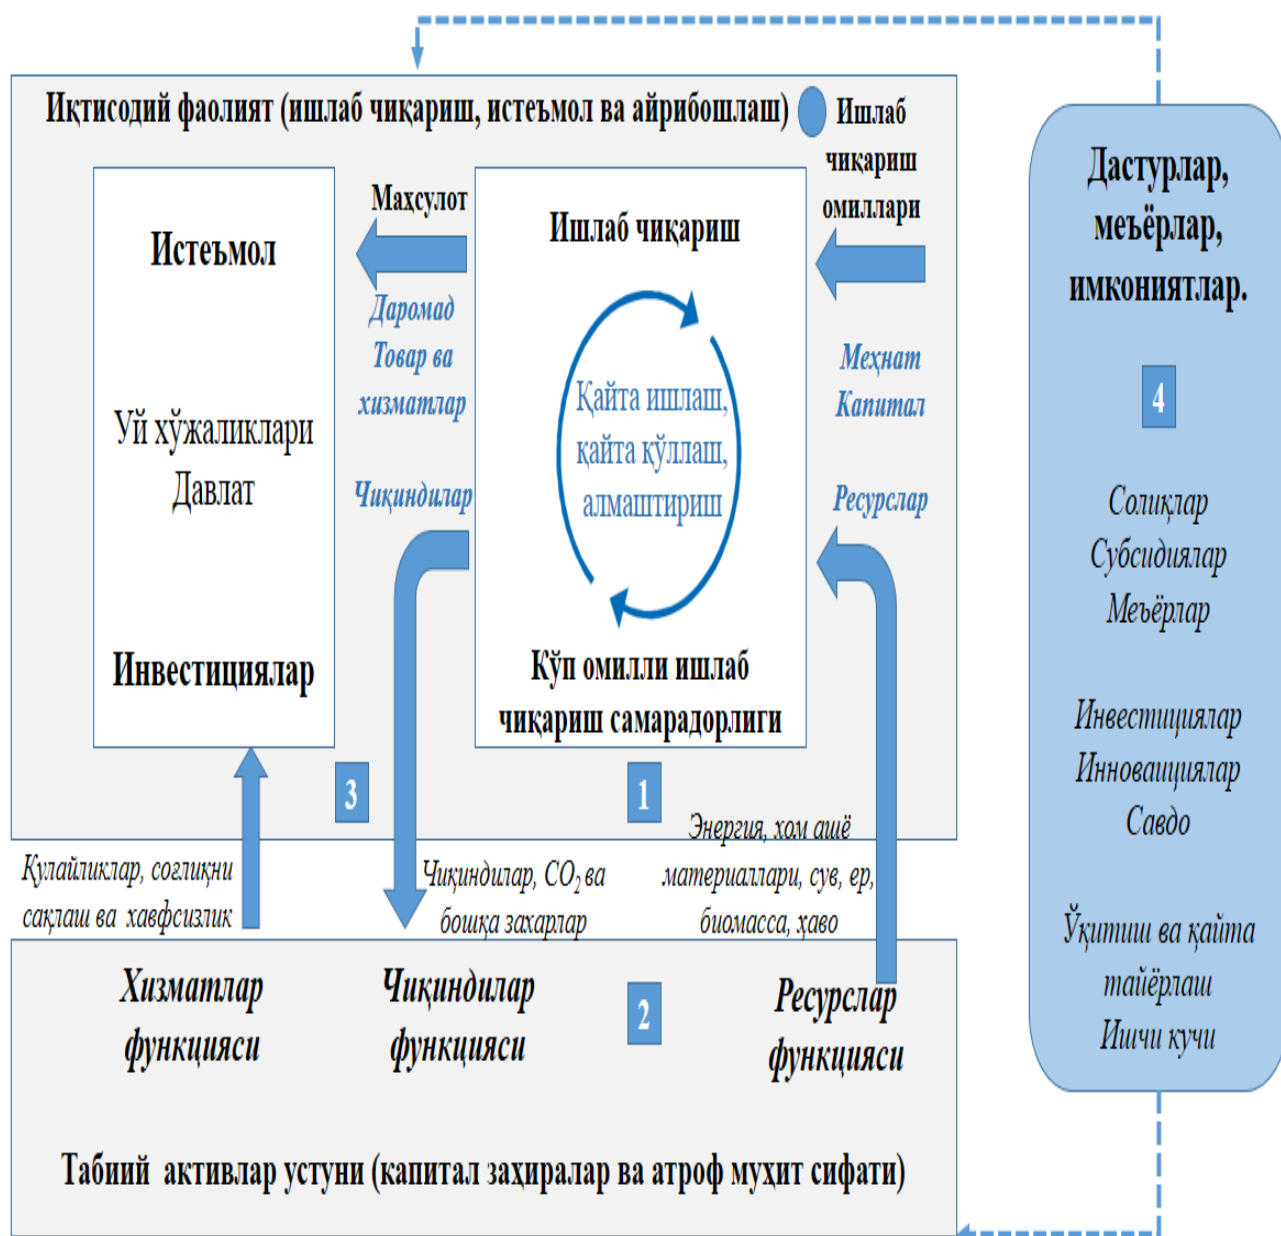 Иқтисодий фаолият (ишлаб чиқариш, истеъмол ва айрибошлаш)
Ишлаб
чиқариш
омиллари
Истеъмол
Уй хўжаликлари
Давлат
Инвестициялар
Маҳсулот
Даромад
Товар ва
хизматлар
Чиқиндилар
Ишлаб чиқариш
Қайта ишлаш,
қайта қўллаш,
алмаштириш
Кўп омилли ишлаб
чиқариш самарадорлиги
Меҳнат
Капитал
Ресурслар
3
1
Қулайликлар, соғлиқни
сақлаш ва хавфсизлик
Чиқиндилар, CO₂ ва
бошқа захарлар
Энергия, хом ашё
материаллари, сув, ер,
биомасса, ҳаво
Хизматлар
функцияси
Чиқиндилар
функцияси
2
Ресурслар
функцияси
Табиий активлар устуни (капитал заҳиралар ва атроф муҳит сифати)
Дастурлар,
меъёрлар,
имкониятлар.
4
Солиқлар
Субсидиялар
Меъёрлар
Инвестициялар
Инноваициялар
Савдо
Ўқитиш ва қайта
тайёрлаш
Ишчи кучи